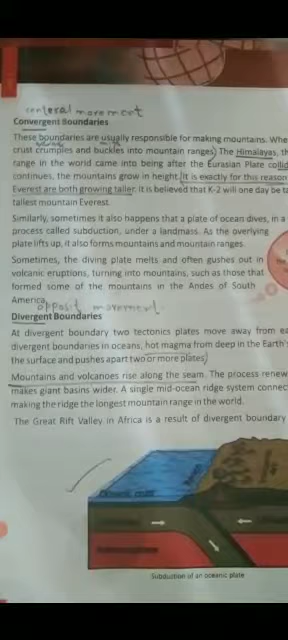 movement
Convergent Boundaries
These boundaries are usually responsible for making mountains. Whe
crust crumples and buckles into mountain ranges. The Himalayas, th
range in the world came into being after the Eurasian Plate collid
continues, the mountains grow in height. It is exactly for this reason
Everest are both growing taller. It is believed that K-2 will one day be ta
tallest mountain Everest.
Similarly, sometimes it also happens that a plate of ocean dives, in a
process called subduction, under a landmass. As the overlying
plate lifts up, it also forms mountains and mountain ranges.
Sometimes, the diving plate melts and often gushes out in
volcanic eruptions, turning into mountains, such as those that
formed some of the mountains in the Andes of South
America.
opposit movement
Divergent Boundaries
At divergent boundary two tectonics plates move away from ea
divergent boundaries in oceans, hot magma from deep in the Earth's
the surface and pushes apart two or more plates)
Mountains and volcanoes rise along the seam. The process renew
makes giant basins wider. A single mid-ocean ridge system connec
making the ridge the longest mountain range in the world.
The Great Rift Valley in Africa is a result of divergent boundary
Oceanic crust
Subduction of an oceanic plate